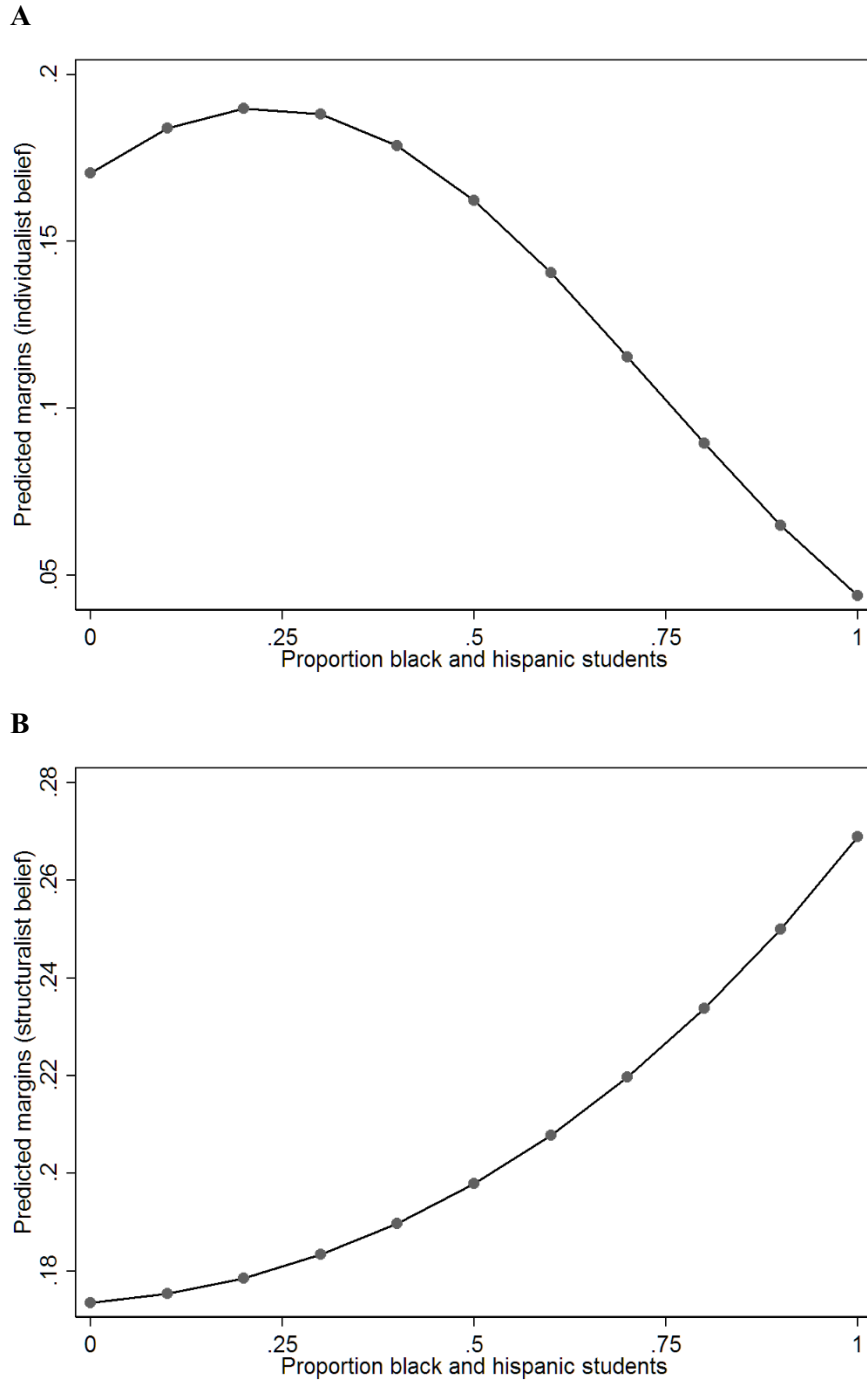 A
Predicted margins (individualist belief)
.2
.15
.1
.05
0 .25 .5 .75 1
Proportion black and hispanic students
B
Predicted margins (structuralist belief)
.28
.26
.24
.22
.2
.18
0 .25 .5 .75 1
Proportion black and hispanic students